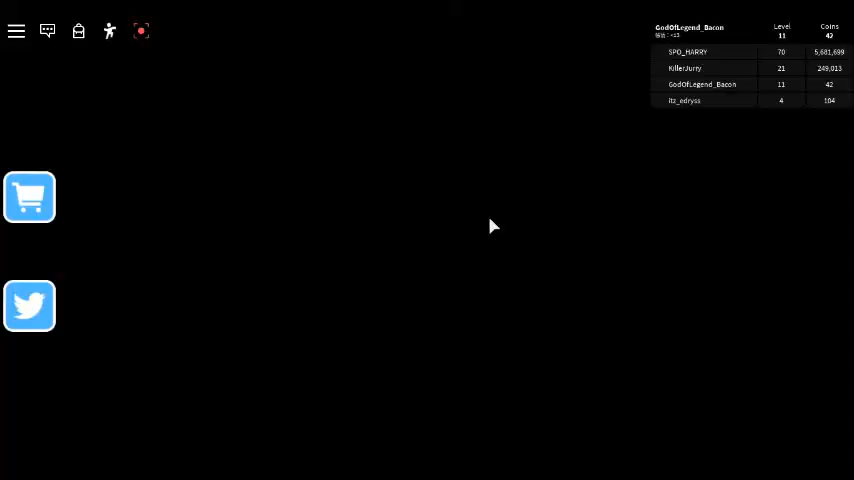 Level Coins
GodOfLegend_Bacon 11 42
SPO_HARRY 70 5,681,699
KillerJurry 21 249,013
GodOfLegend_Bacon 11 42
itz_edryss 4 104